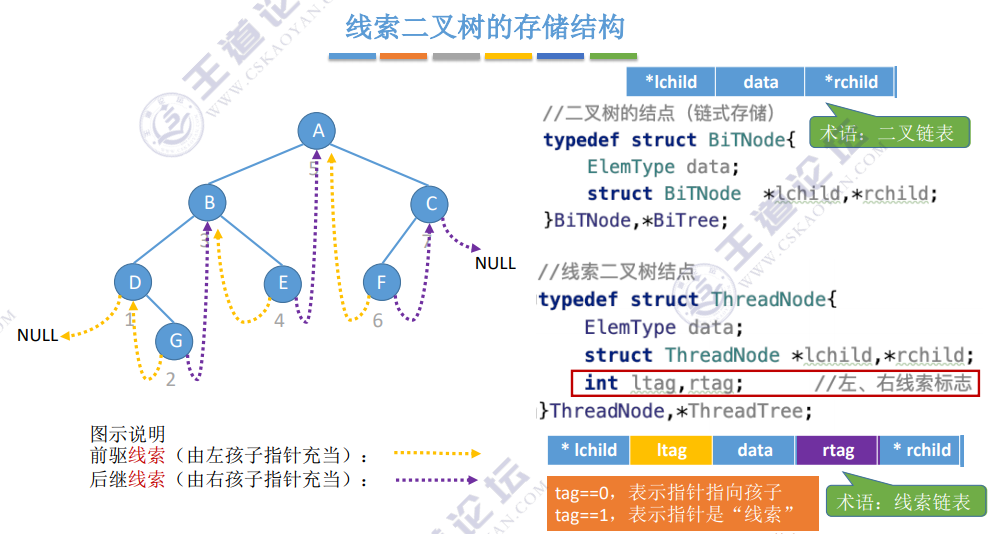 线索二叉树的存储结构
A
5
B
3
C
7
NULL
D
1
E
4
F
6
NULL
G
2
图示说明
前驱线索（由左孩子指针充当）：
后继线索（由右孩子指针充当）：
*lchild data *rchild
术语：二叉链表
//二叉树的结点（链式存储）
typedef struct BiTNode{
ElemType data;
struct BiTNode *lchild,*rchild;
}BiTNode,*BiTree;
//线索二叉树结点
typedef struct ThreadNode{
ElemType data;
struct ThreadNode *lchild,*rchild;
int ltag,rtag; //左、右线索标志
}ThreadNode,*ThreadTree;
* lchild ltag data rtag * rchild
tag==0，表示指针指向孩子
tag==1，表示指针是“线索”
术语：线索链表
王道论坛
WWW.CSKAOYAN.COM
王道论坛
WWW.CSKAOYAN.COM